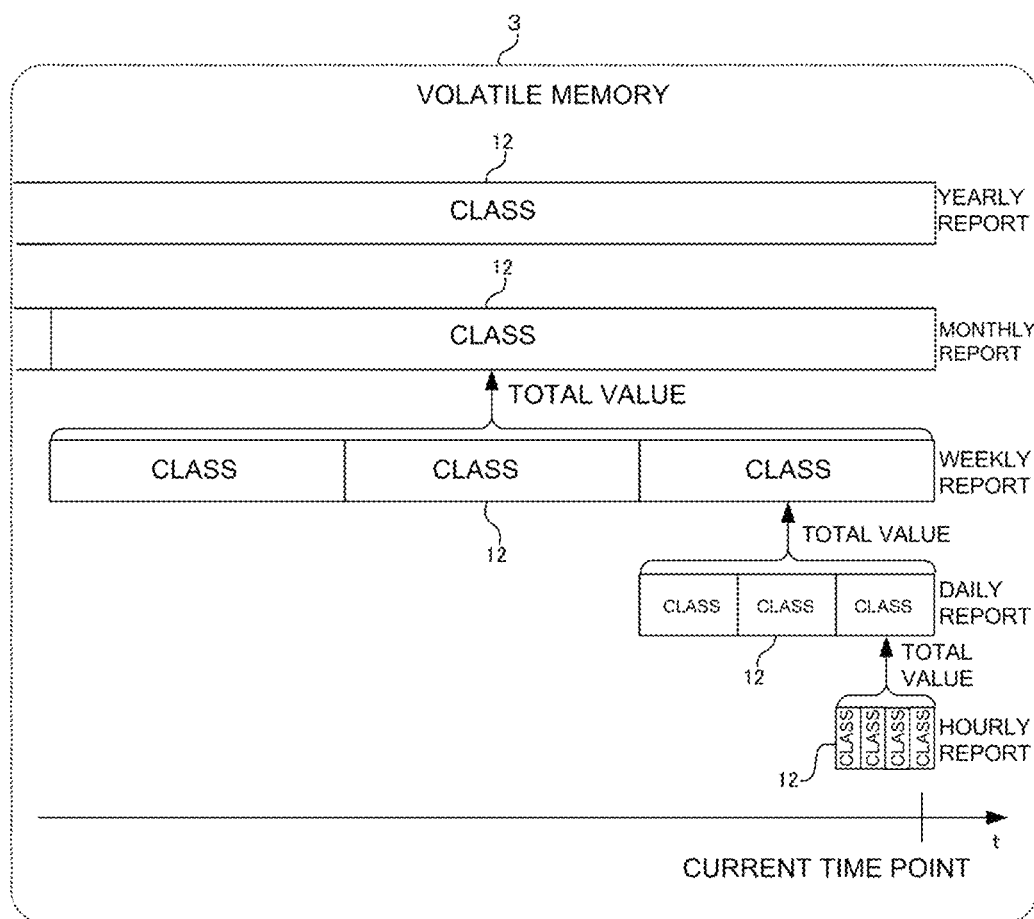 3
VOLATILE MEMORY
12
CLASS
YEARLY
REPORT
12
CLASS
MONTHLY
REPORT
TOTAL VALUE
CLASS CLASS CLASS
WEEKLY
REPORT
12
TOTAL VALUE
CLASS CLASS CLASS
DAILY
REPORT
12
TOTAL
VALUE
CLASS CLASS CLASS CLASS
HOURLY
REPORT
12
t
CURRENT TIME POINT